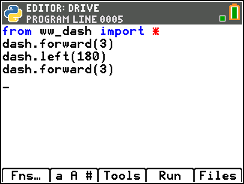 EDITOR: DRIVE
PROGRAM LINE 0005
from ww_dash import *
dash.forward(3)
dash.left(180)
dash.forward(3)
_
Fns… a A # Tools Run Files